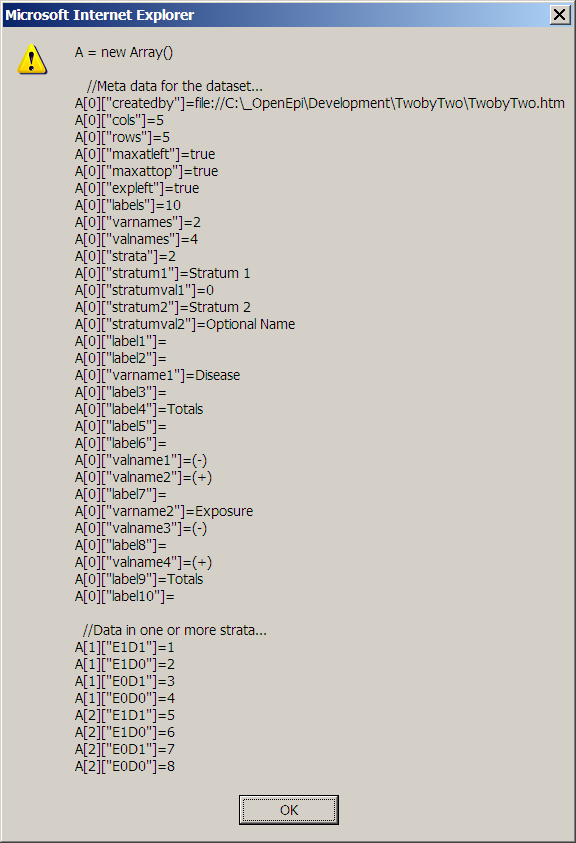 Microsoft Internet Explorer
A = new Array()
//Meta data for the dataset...
A[0]["createdby"]=file://C:\_OpenEpi\Development\TwobyTwo\TwobyTwo.htm
A[0]["cols"]=5
A[0]["rows"]=5
A[0]["maxatleft"]=true
A[0]["maxattop"]=true
A[0]["expleft"]=true
A[0]["labels"]=10
A[0]["varnames"]=2
A[0]["valnames"]=4
A[0]["strata"]=2
A[0]["stratum1"]=Stratum 1
A[0]["stratumval1"]=0
A[0]["stratum2"]=Stratum 2
A[0]["stratumval2"]=Optional Name
A[0]["label1"]=
A[0]["label2"]=
A[0]["varname1"]=Disease
A[0]["label3"]=
A[0]["label4"]=Totals
A[0]["label5"]=
A[0]["label6"]=
A[0]["valname1"]=(-)
A[0]["valname2"]=(+)
A[0]["label7"]=
A[0]["varname2"]=Exposure
A[0]["valname3"]=(-)
A[0]["label8"]=
A[0]["valname4"]=(+)
A[0]["label9"]=Totals
A[0]["label10"]=
//Data in one or more strata...
A[1]["E1D1"]=1
A[1]["E1D0"]=2
A[1]["E0D1"]=3
A[1]["E0D0"]=4
A[2]["E1D1"]=5
A[2]["E1D0"]=6
A[2]["E0D1"]=7
A[2]["E0D0"]=8
OK